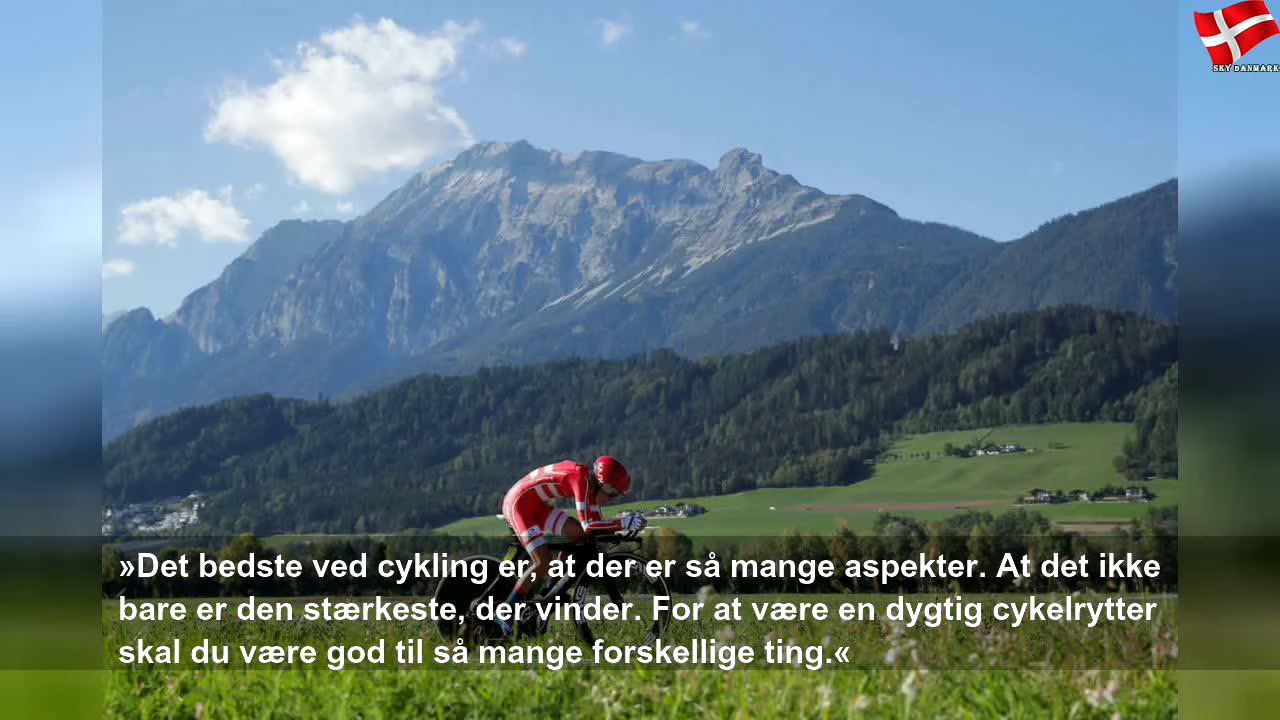 SKY DANMARK
»Det bedste ved cykling er, at der er så mange aspekter. At det ikke
bare er den stærkeste, der vinder. For at være en dygtig cykelrytter
skal du være god til så mange forskellige ting.«